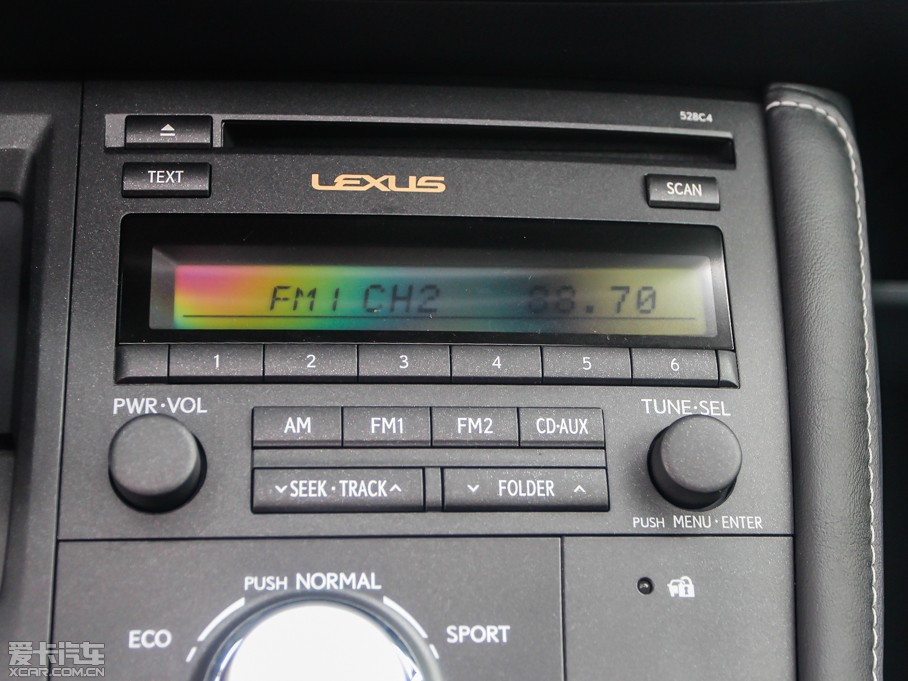 528C4
TEXT
LEXUS
SCAN
FM1 CH2 88.70
1 2 3 4 5 6
PWR·VOL
TUNE·SEL
AM FM1 FM2 CD·AUX
SEEK·TRACK FOLDER
PUSH MENU·ENTER
PUSH NORMAL
ECO
SPORT
爱卡汽车
XCAR.COM.CN